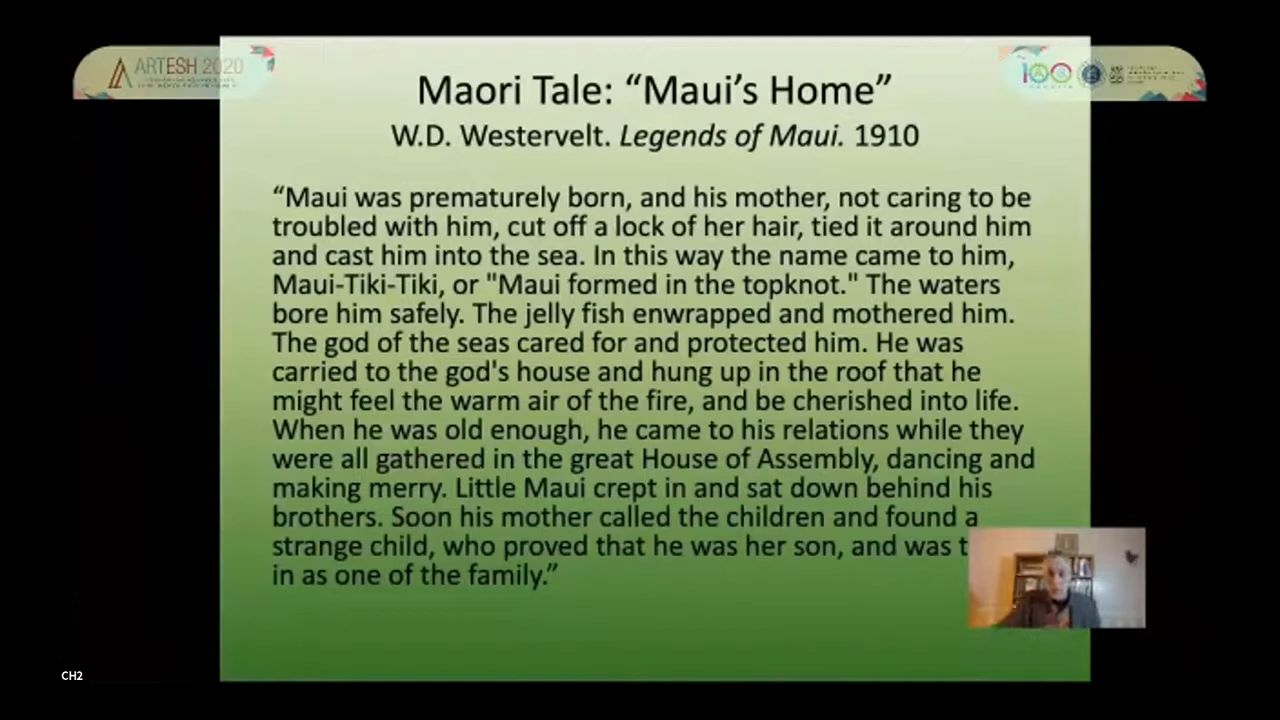 ARTESH 2020
100
Maori Tale: “Maui’s Home”
W.D. Westervelt. Legends of Maui. 1910
“Maui was prematurely born, and his mother, not caring to be
troubled with him, cut off a lock of her hair, tied it around him
and cast him into the sea. In this way the name came to him,
Maui-Tiki-Tiki, or "Maui formed in the topknot." The waters
bore him safely. The jelly fish enwrapped and mothered him.
The god of the seas cared for and protected him. He was
carried to the god's house and hung up in the roof that he
might feel the warm air of the fire, and be cherished into life.
When he was old enough, he came to his relations while they
were all gathered in the great House of Assembly, dancing and
making merry. Little Maui crept in and sat down behind his
brothers. Soon his mother called the children and found a
strange child, who proved that he was her son, and was
in as one of the family.”
CH2